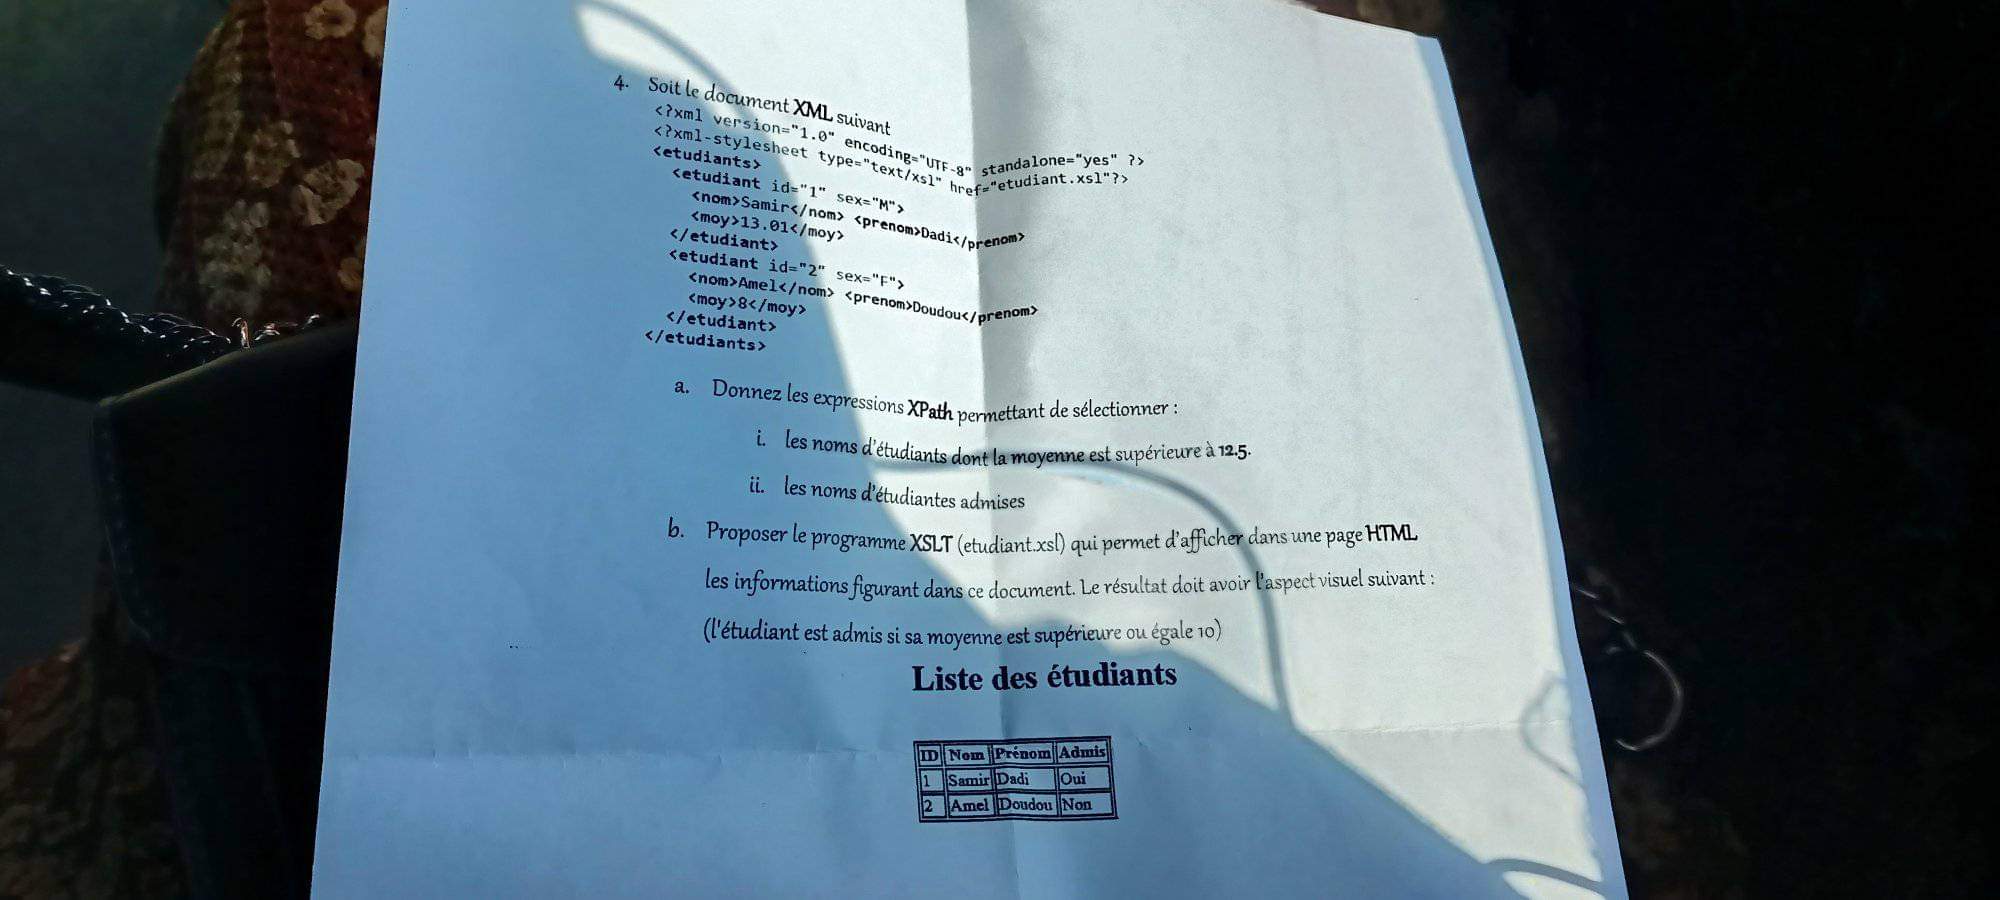 4. Soit le document XML suivant
<?xml version="1.0" encoding="UTF-8" standalone="yes" ?>
<?xml-stylesheet type="text/xsl" href="etudiant.xsl"?>
<etudiants>
<etudiant id="1" sex="M">
<nom>Samir</nom> <prenom>Dadi</prenom>
<moy>13.01</moy>
</etudiant>
<etudiant id="2" sex="F">
<nom>Amel</nom> <prenom>Doudou</prenom>
<moy>8</moy>
</etudiant>
</etudiants>
a. Donnez les expressions XPath permettant de sélectionner :
i. les noms d'étudiants dont la moyenne est supérieure à 12.5.
ii. les noms d'étudiantes admises
b. Proposer le programme XSLT (etudiant.xsl) qui permet d'afficher dans une page HTML
les informations figurant dans ce document. Le résultat doit avoir l'aspect visuel suivant :
(l'étudiant est admis si sa moyenne est supérieure ou égale 10)
Liste des étudiants
ID Nom Prénom Admis
1 Samir Dadi Oui
2 Amel Doudou Non